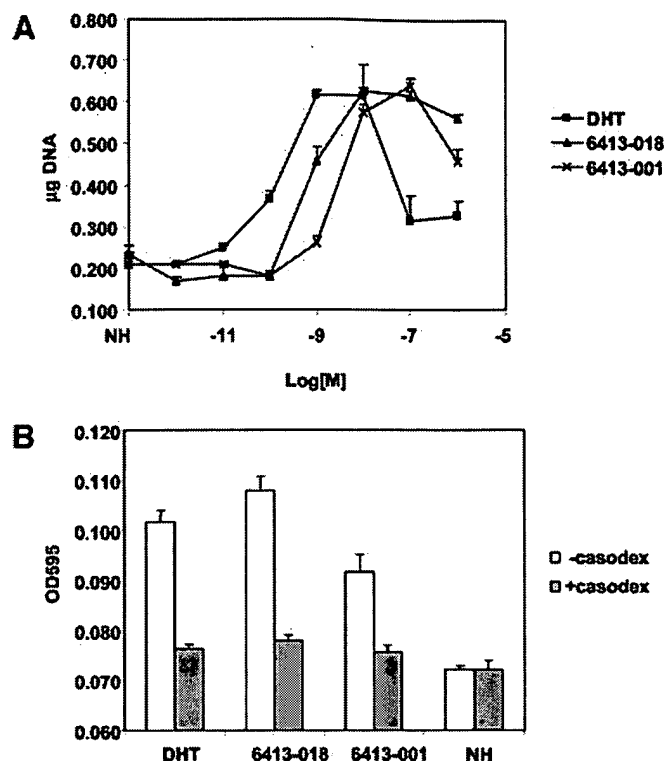 A
0.800
0.700
0.600
0.500
0.400
0.300
0.200
0.100
µg DNA
NH
-11
-9
-7
-5
Log[M]
DHT
6413-018
6413-001
B
0.120
0.110
0.100
0.090
0.080
0.070
0.060
OD595
DHT
6413-018
6413-001
NH
-casodex
+casodex